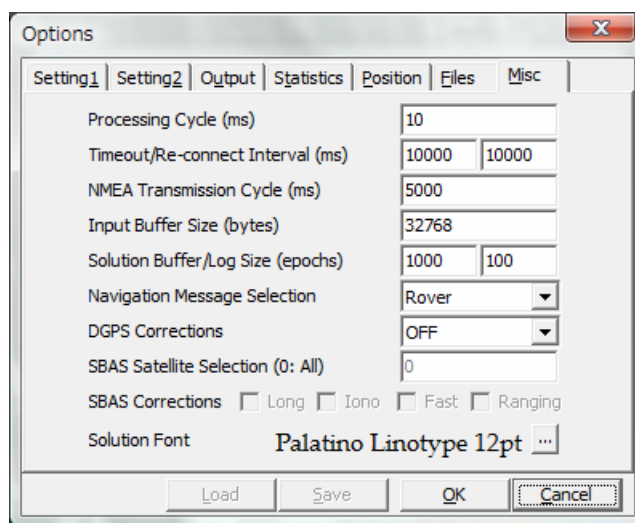 Options
Setting1 Setting2 Output Statistics Position Files Misc
Processing Cycle (ms) 10
Timeout/Re-connect Interval (ms) 10000 10000
NMEA Transmission Cycle (ms) 5000
Input Buffer Size (bytes) 32768
Solution Buffer/Log Size (epochs) 1000 100
Navigation Message Selection Rover
DGPS Corrections OFF
SBAS Satellite Selection (0: All) 0
SBAS Corrections Long Iono Fast Ranging
Solution Font Palatino Linotype 12pt ...
Load Save OK Cancel